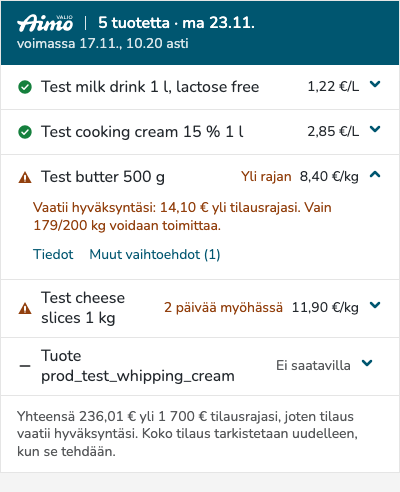 Aimo VALIO 5 tuotetta · ma 23.11.
voimassa 17.11., 10.20 asti
Test milk drink 1 l, lactose free 1,22 €/L
Test cooking cream 15 % 1 l 2,85 €/L
Test butter 500 g Yli rajan 8,40 €/kg
Vaatii hyväksyntäsi: 14,10 € yli tilausrajasi. Vain
179/200 kg voidaan toimittaa.
Tiedot Muut vaihtoehdot (1)
Test cheese
slices 1 kg 2 päivää myöhässä 11,90 €/kg
Tuote
prod_test_whipping_cream Ei saatavilla
Yhteensä 236,01 € yli 1 700 € tilausrajasi, joten tilaus
vaatii hyväksyntäsi. Koko tilaus tarkistetaan uudelleen,
kun se tehdään.